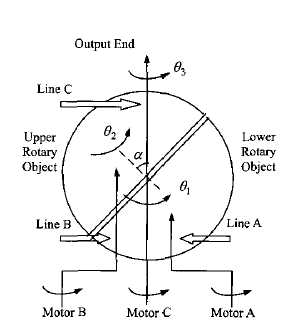 Output End
θ3
Line C
Upper
Rotary
Object
θ2
α
Lower
Rotary
Object
θ1
Line B
Line A
Motor B
Motor C
Motor A